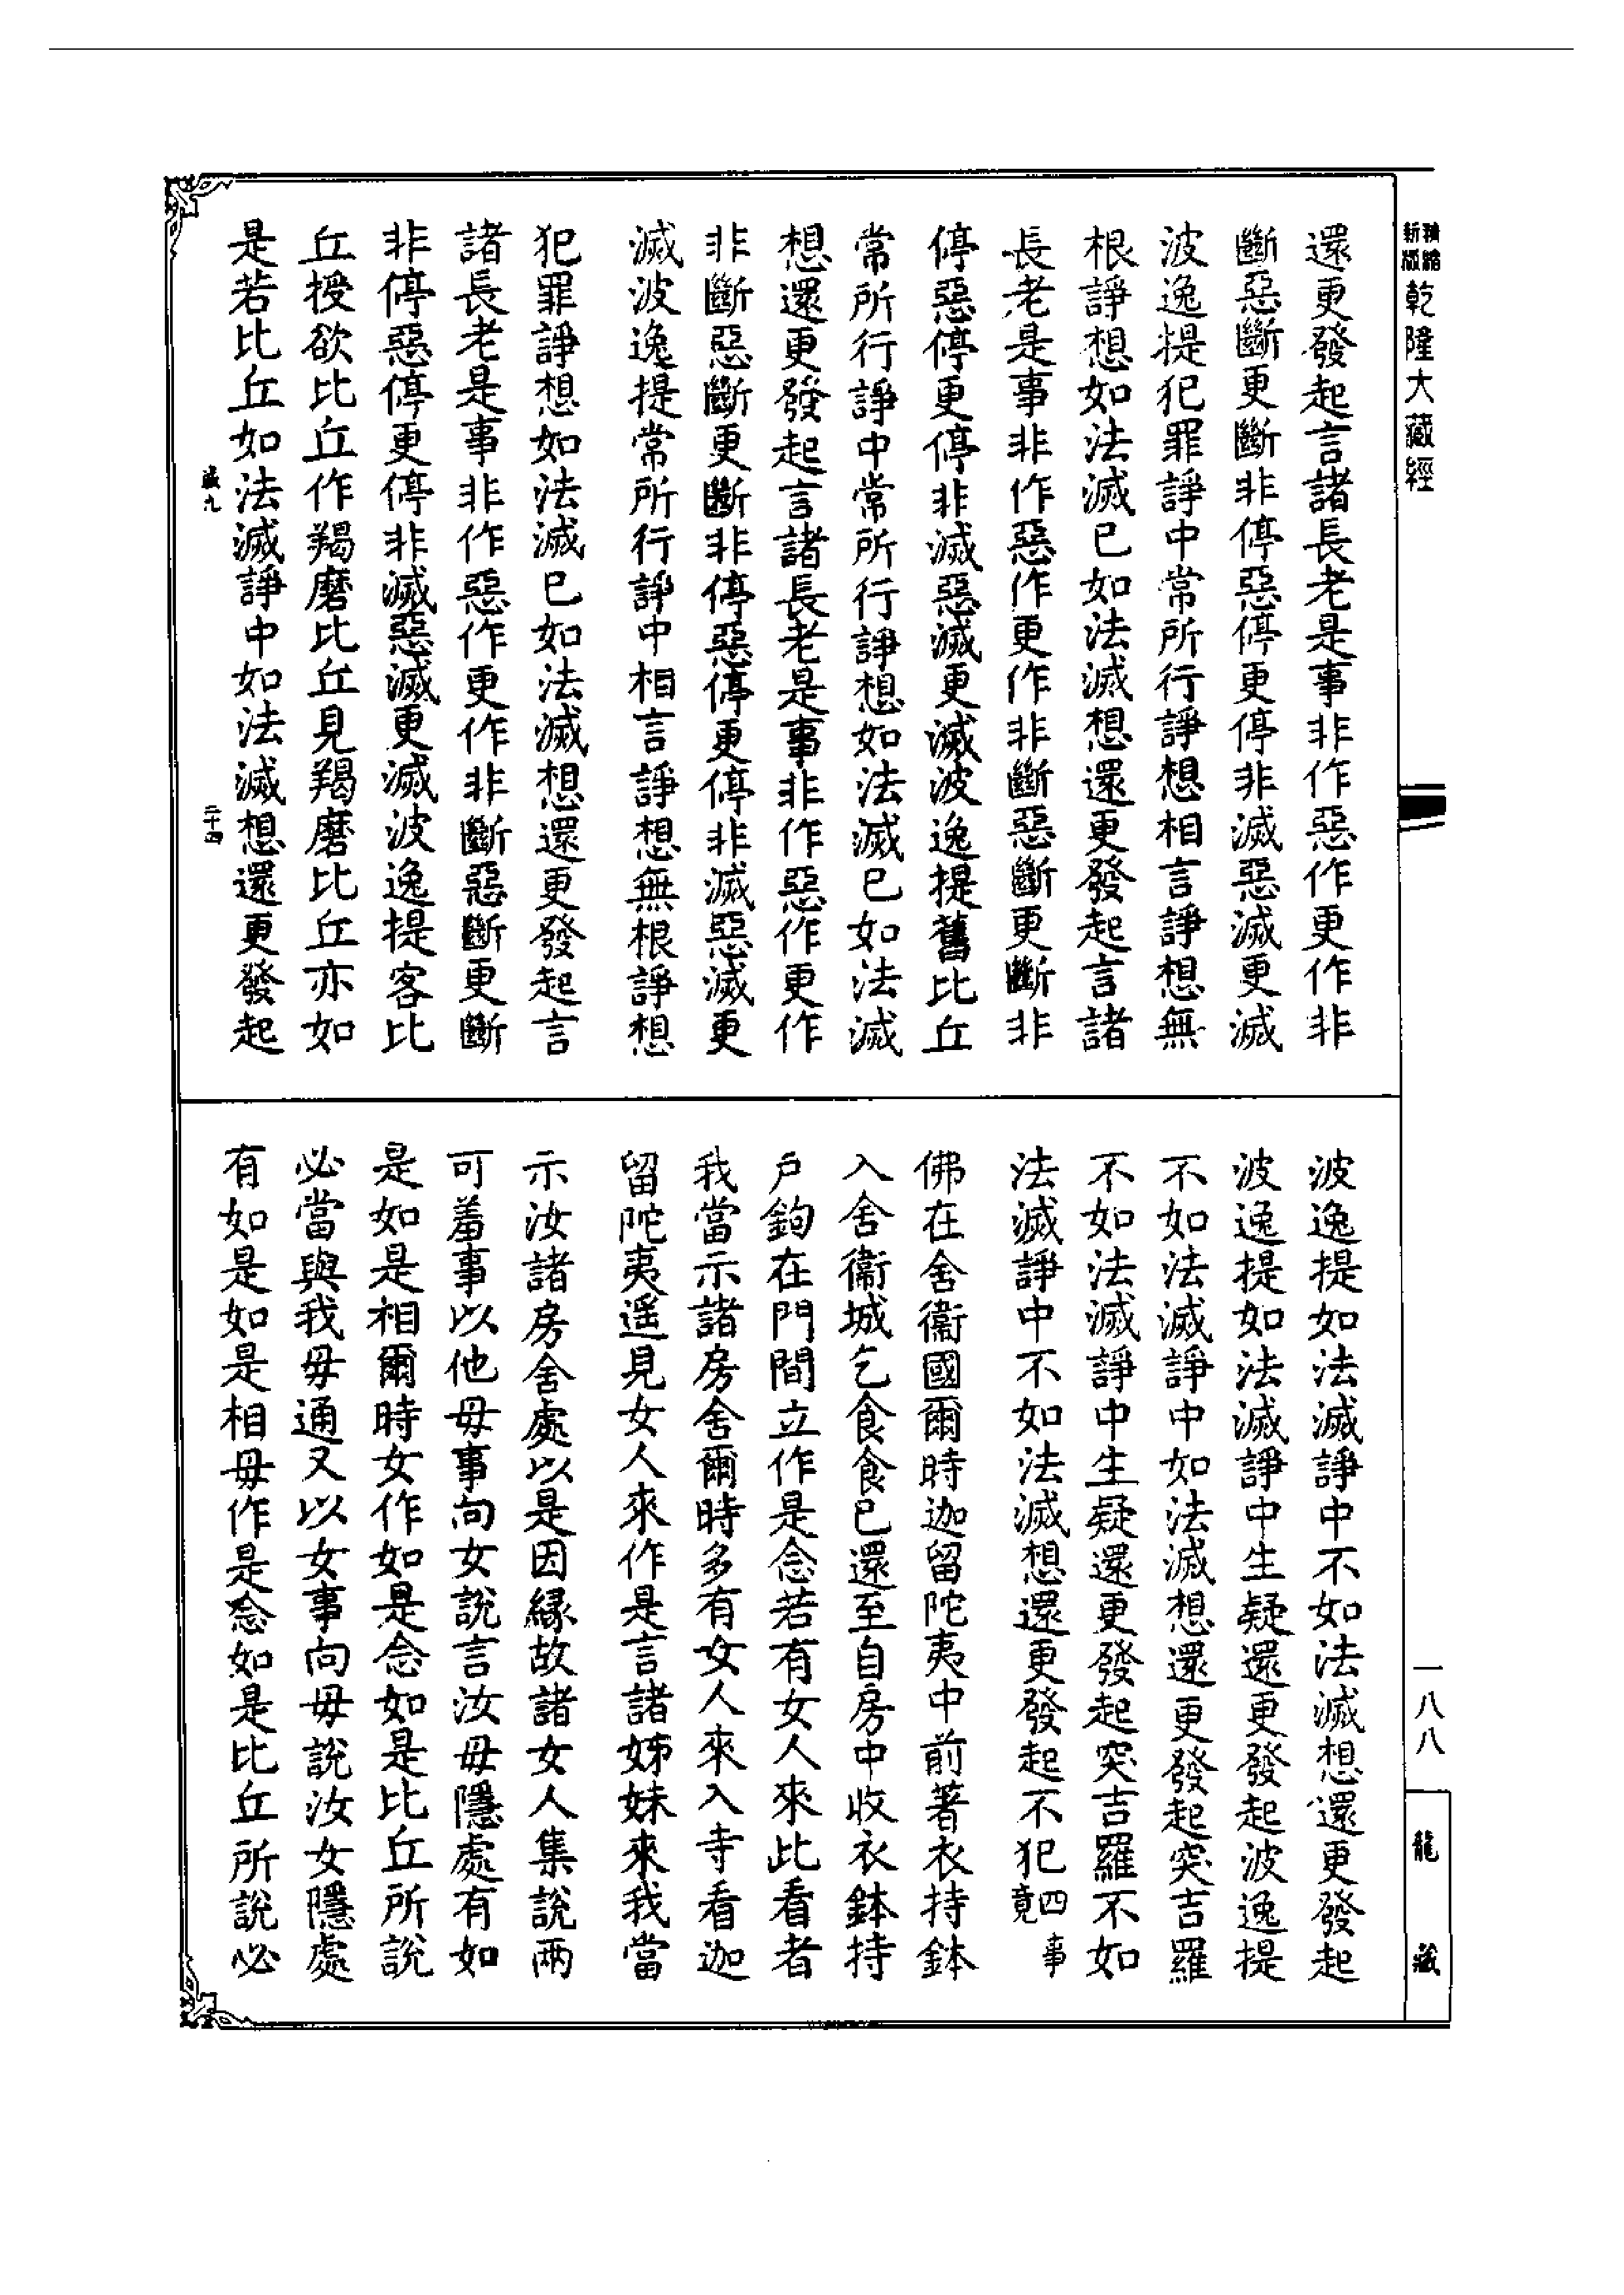 精縮新版乾隆大藏經
還更發起言諸長老是事非作惡作更作非
斷惡斷更斷非停惡停更停非滅惡滅更滅
波逸提犯罪諍中常所行諍想相言諍想無
根諍想如法滅已如法滅想還更發起言諸
長老是事非作惡作更作非斷惡斷更斷非
停惡停更停非滅惡滅更滅波逸提舊比丘
常所行諍中常所行諍想如法滅已如法滅
想還更發起言諸長老是事非作惡作更作
非斷惡斷更斷非停惡停更停非滅惡滅更
滅波逸提常所行諍中相言諍想無根諍想
犯罪諍想如法滅已如法滅想還更發起言
諸長老是事非作惡作更作非斷惡斷更斷
非停惡停更停非滅惡滅更滅波逸提客比
丘授欲比丘作羯磨比丘見羯磨比丘亦如
是若比丘如法滅諍中如法滅想還更發起
藏九
二十四
波逸提如法滅諍中不如法滅想還更發起
波逸提如法滅諍中生疑還更發起波逸提
不如法滅諍中如法滅想還更發起突吉羅
不如法滅諍中生疑還更發起突吉羅不如
法滅諍中不如法滅想還更發起不犯四事竟
佛在舍衞國爾時迦留陀夷中前著衣持鉢
入舍衞城乞食食已還至自房中收衣鉢持
戶鉤在門間立作是念若有女人來此看者
我當示諸房舍爾時多有女人來入寺看迦
留陀夷遥見女人來作是言諸姊妹來我當
示汝諸房舍處以是因緣故諸女人集說兩
可羞事以他毋事向女說言汝毋隱處有如
是如是相爾時女作如是念如是比丘所說
必當與我毋通又以女事向毋說汝女隱處
有如是如是相毋作是念如是比丘所說必
一八八
龍藏